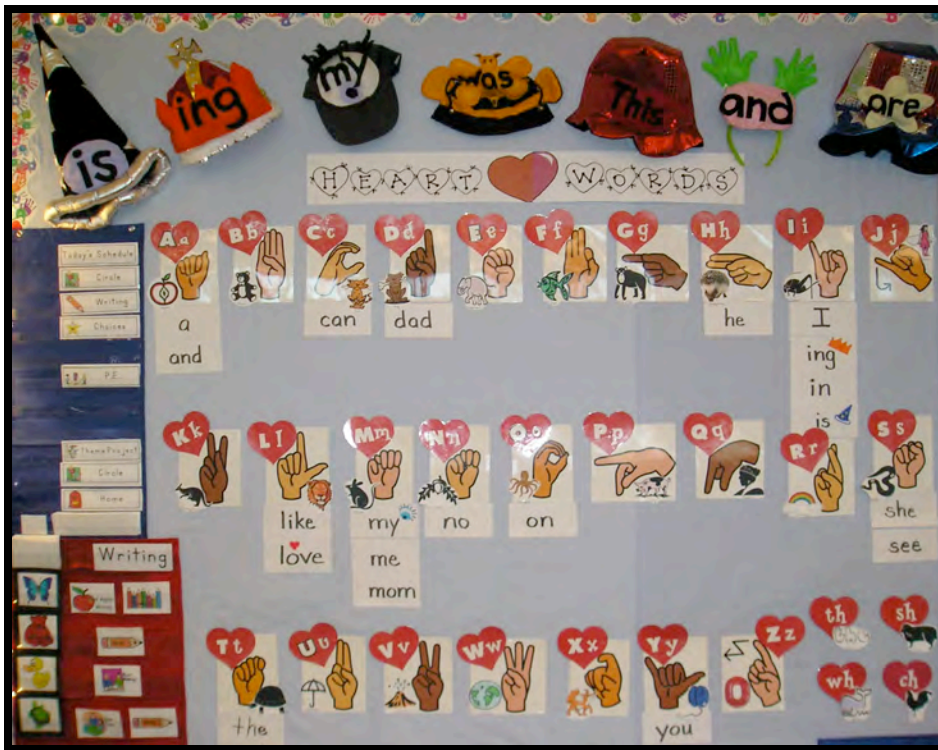 is
ing
my
was
This
and
are
HEART WORDS
Today's Schedule
Circle
Writing
Choices
P.E.
Theme Project
Circle
Home
Writing
Aa
a
and
Bb
Cc
can
Dd
dad
Ee
Ff
Gg
Hh
he
Ii
I
ing
in
is
Jj
Kk
Ll
like
love
Mm
my
me
mom
Nn
no
Oo
on
Pp
Qq
Rr
Ss
she
see
Tt
the
Uu
Vv
Ww
Xx
Yy
you
Zz
th
sh
wh
ch